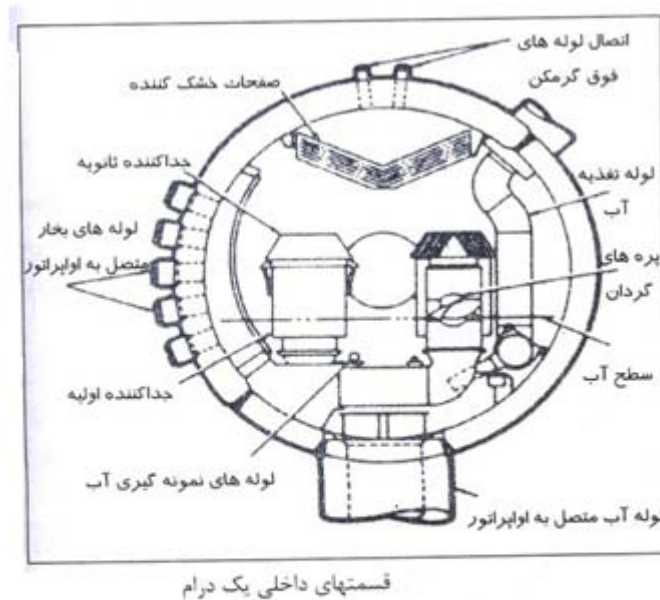 اتصال لوله های
فوق گرمکن
صفحات خشک کننده
جداکننده ثانویه
لوله تغذیه
آب
لوله های بخار
متصل به اواپراتور
پره های
گردان
سطح آب
جداکننده اولیه
لوله های نمونه گیری آب
لوله آب متصل به اواپراتور
قسمتهای داخلی یک درام